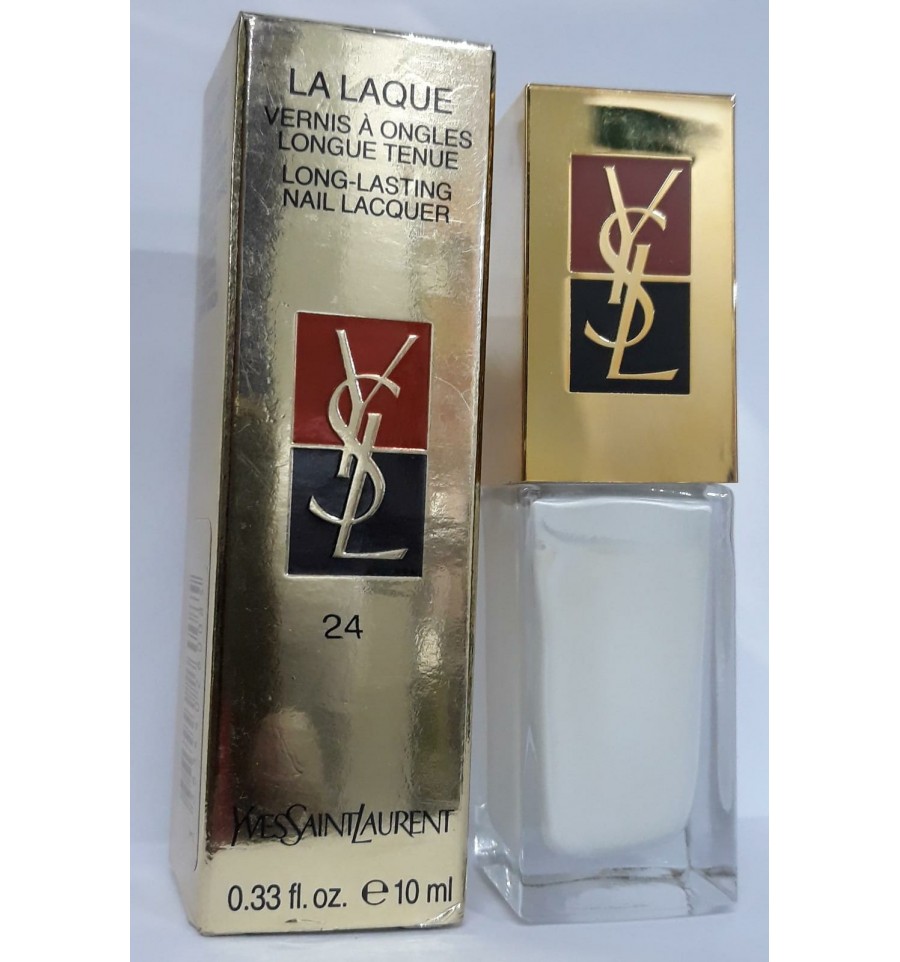 LA LAQUE
VERNIS À ONGLES
LONGUE TENUE
LONG-LASTING
NAIL LACQUER
YSL
24
YVESSAINTLAURENT
0.33 fl. oz. ℮ 10 ml
YSL